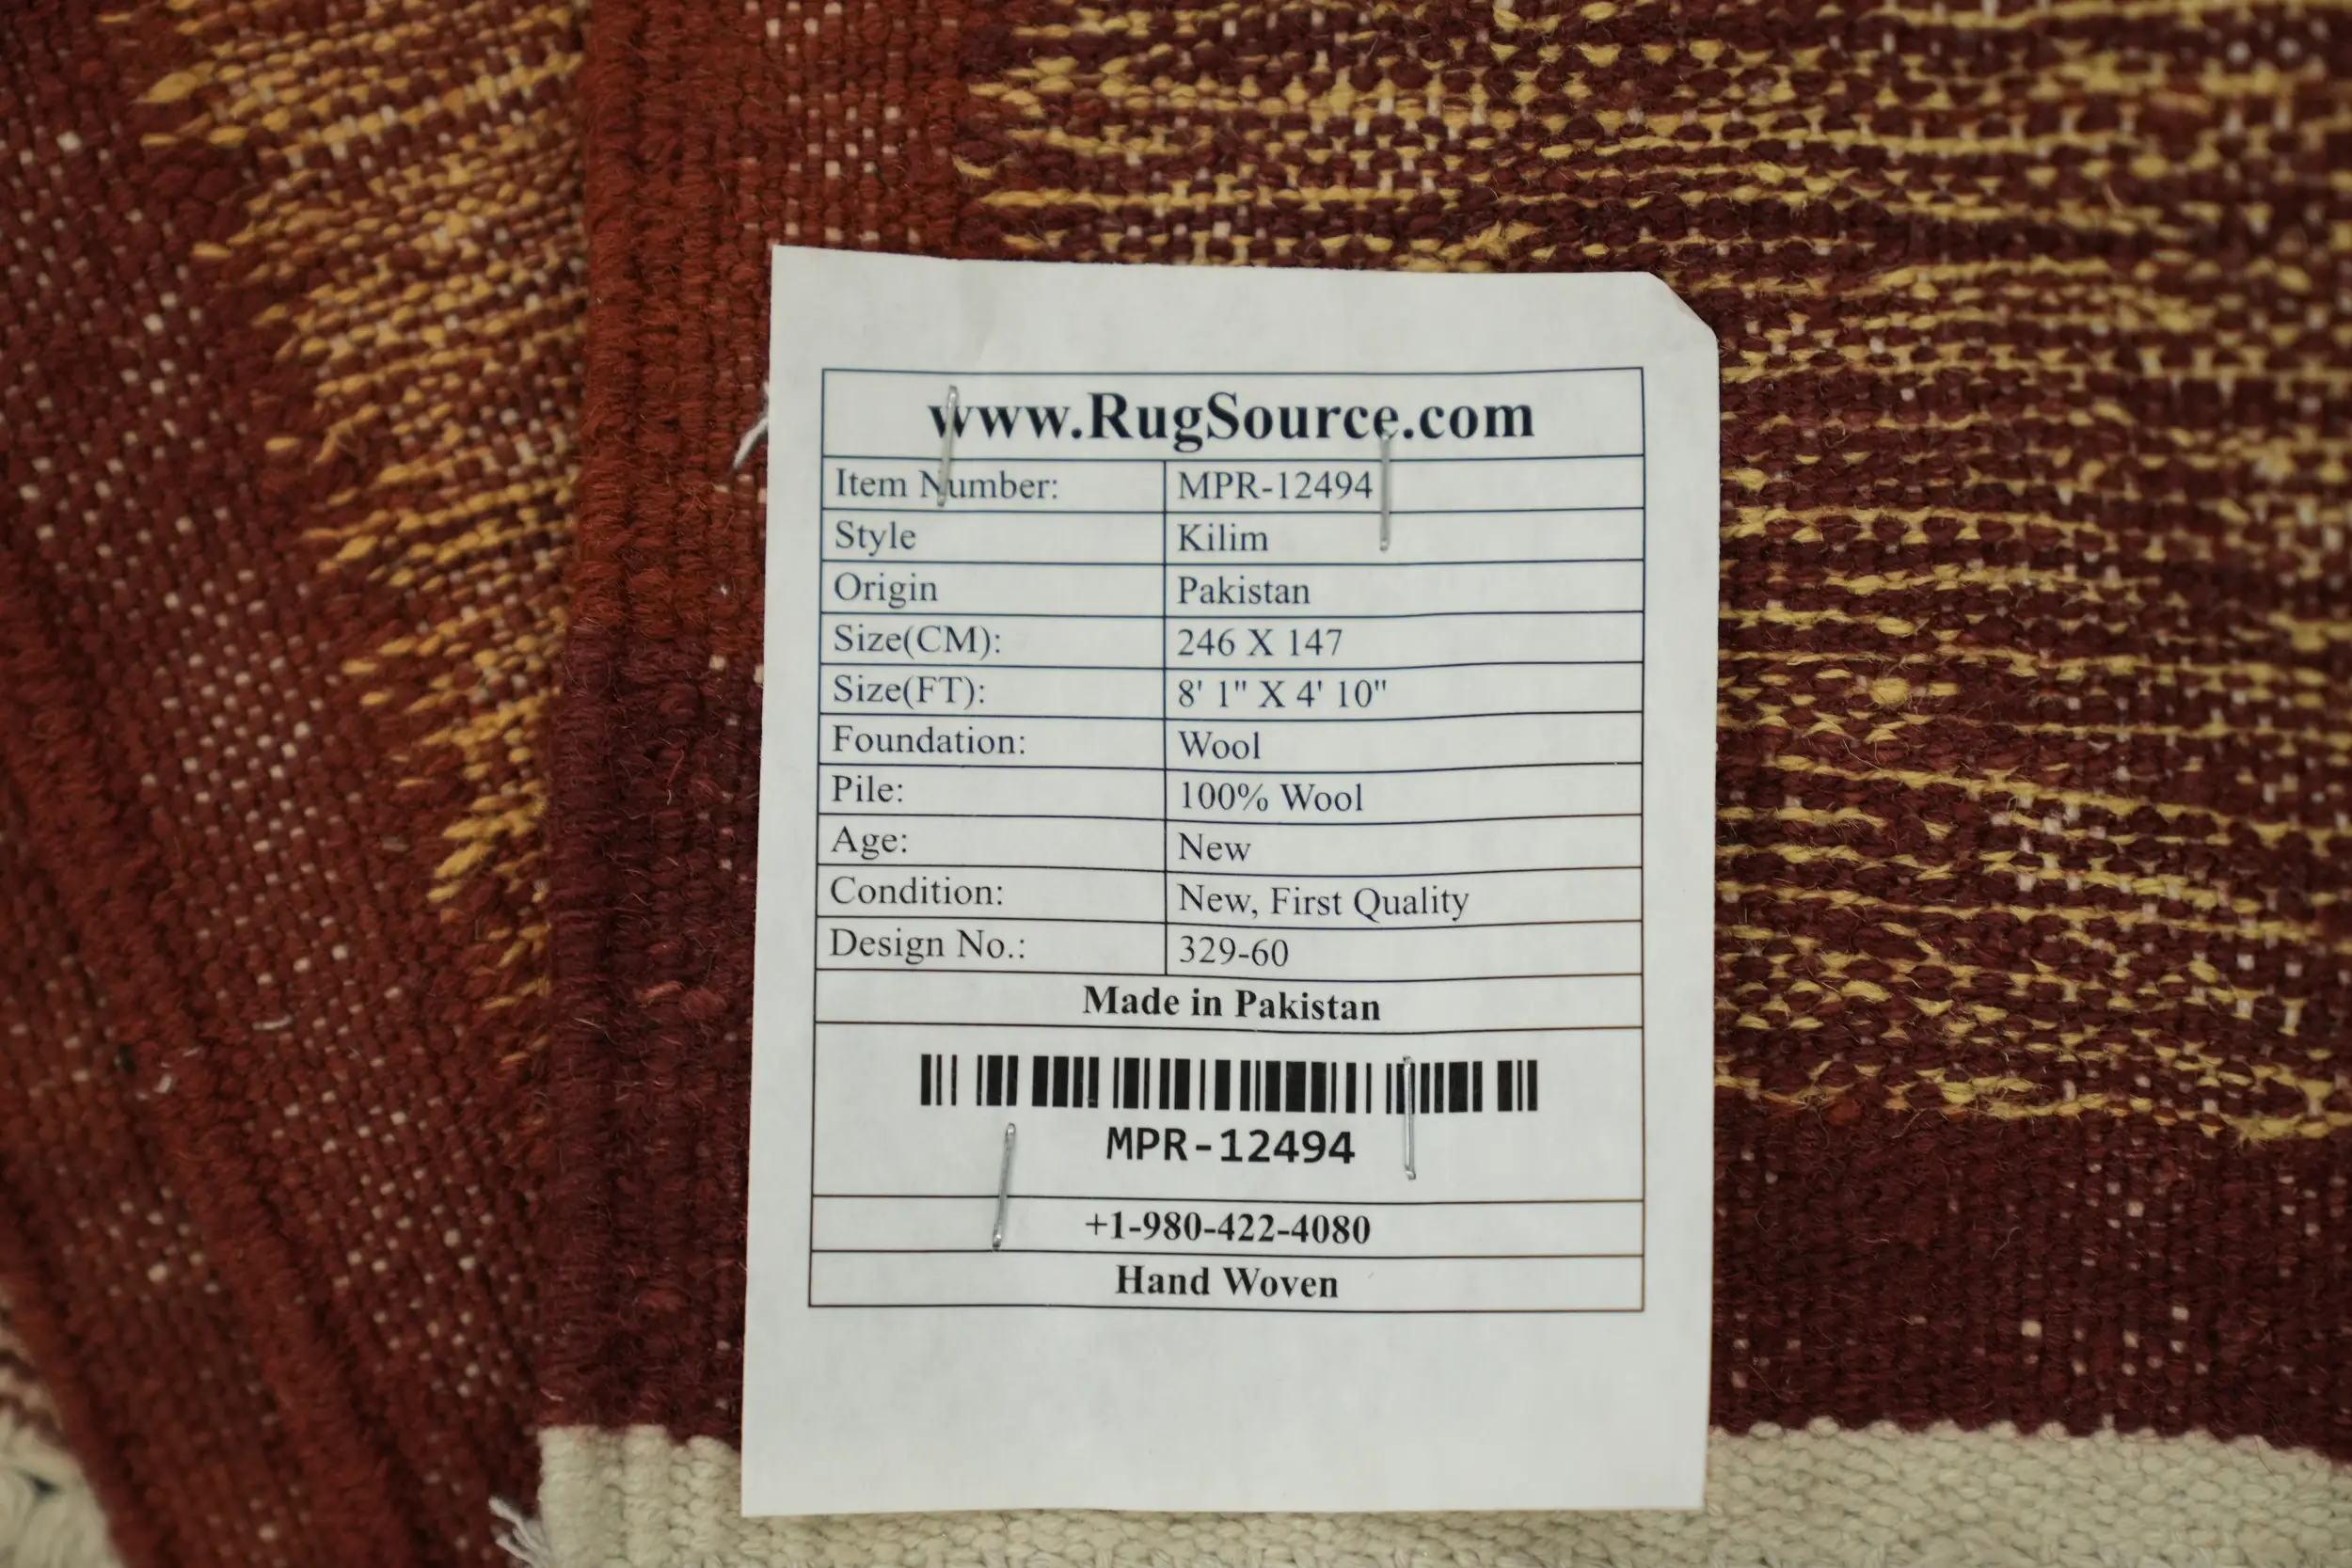 www.RugSource.com
Item Number: MPR-12494
Style Kilim
Origin Pakistan
Size(CM): 246 X 147
Size(FT): 8' 1" X 4' 10"
Foundation: Wool
Pile: 100% Wool
Age: New
Condition: New, First Quality
Design No.: 329-60
Made in Pakistan
MPR-12494
+1-980-422-4080
Hand Woven